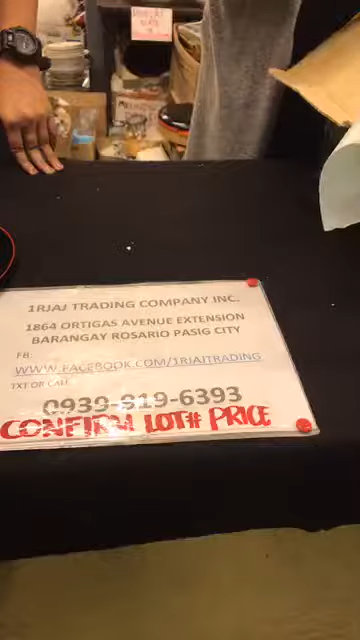 1RJAJ TRADING COMPANY INC.
1864 ORTIGAS AVENUE EXTENSION
BARANGAY ROSARIO PASIG CITY
FB:
WWW.FACEBOOK.COM/1RJAJTRADING
TXT OR CALL
0939-819-6393
CONFIRM LOT# PRICE